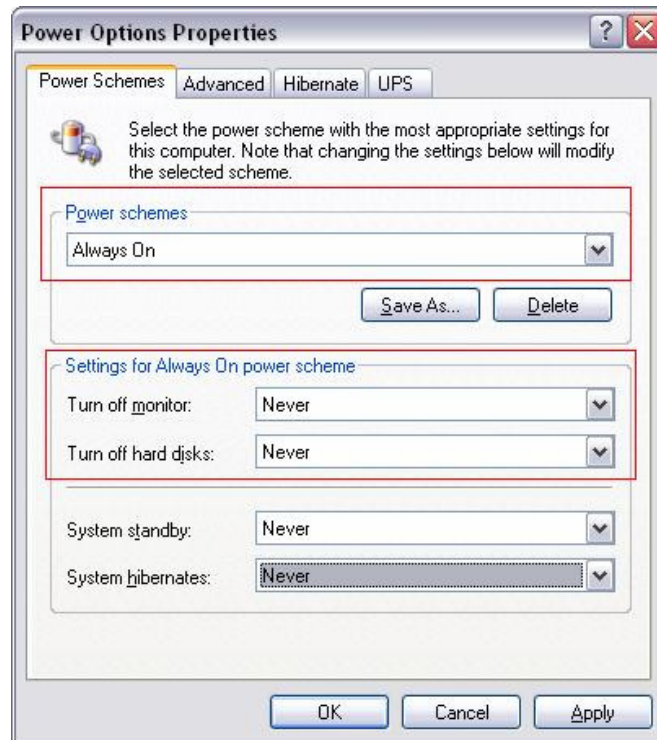 Power Options Properties
Power Schemes Advanced Hibernate UPS
Select the power scheme with the most appropriate settings for
this computer. Note that changing the settings below will modify
the selected scheme.
Power schemes
Always On
Save As... Delete
Settings for Always On power scheme
Turn off monitor: Never
Turn off hard disks: Never
System standby: Never
System hibernates: Never
OK Cancel Apply